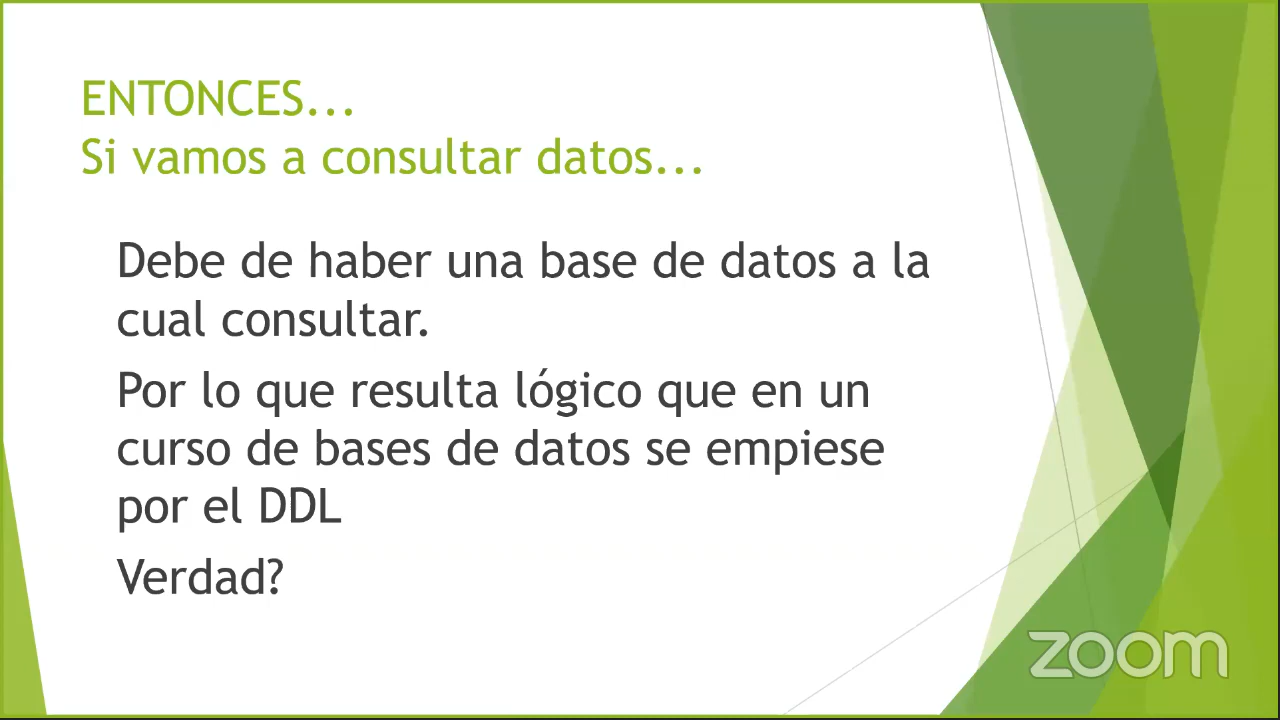 ENTONCES...
Si vamos a consultar datos...
Debe de haber una base de datos a la
cual consultar.
Por lo que resulta lógico que en un
curso de bases de datos se empiese
por el DDL
Verdad?
zoom